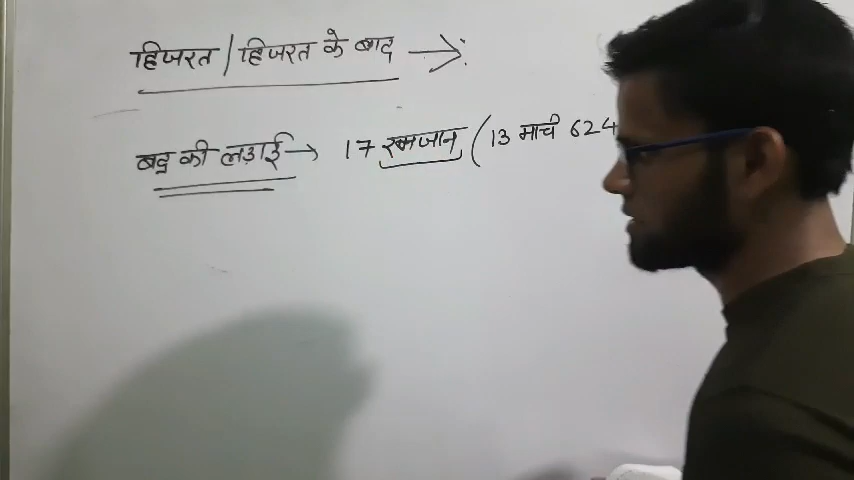 हिजरत / हिजरत के बाद →:
बद्र की लड़ाई → 17 रमजान (13 मार्च 624